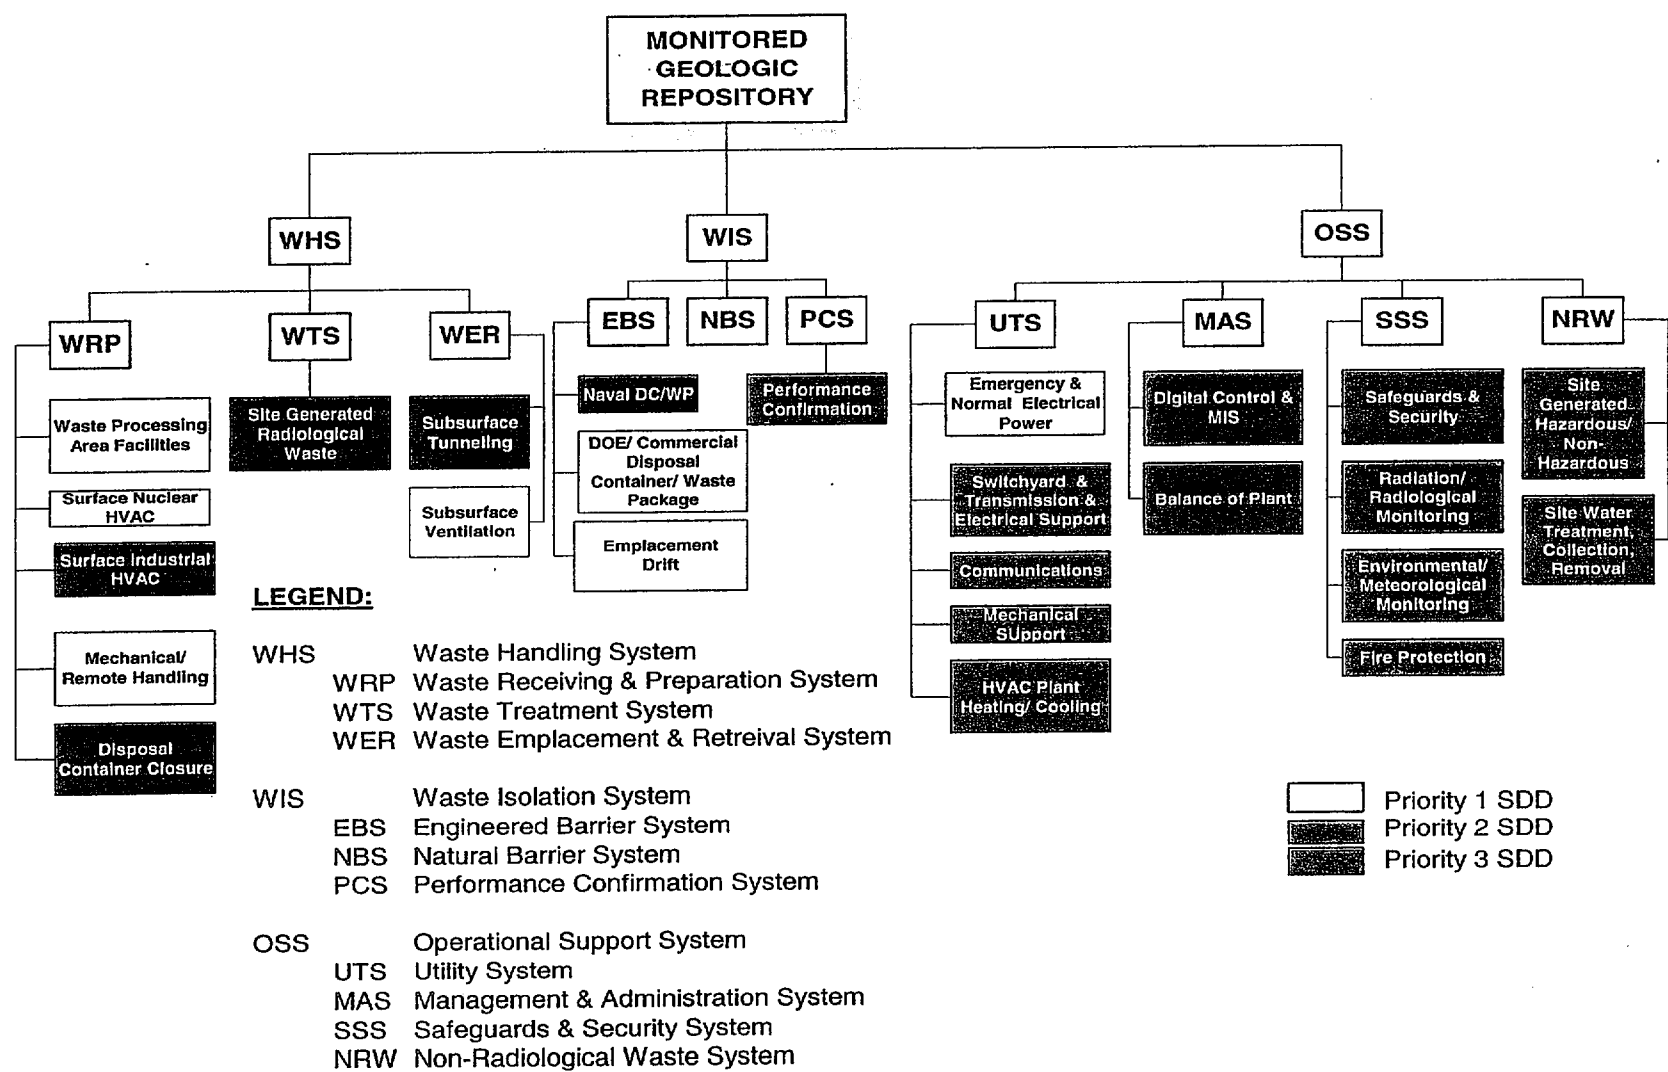 MONITORED
GEOLOGIC
REPOSITORY
WHS
WIS
OSS
WRP
WTS
WER
EBS
NBS
PCS
UTS
MAS
SSS
NRW
Waste Processing
Area Facilities
Surface Nuclear
HVAC
Surface Industrial
HVAC
Mechanical/
Remote Handling
Disposal
Container Closure
Site Generated
Radiological
Waste
Subsurface
Tunneling
Subsurface
Ventilation
Naval DC/WP
DOE/ Commercial
Disposal
Container/ Waste
Package
Emplacement
Drift
Performance
Confirmation
Emergency &
Normal Electrical
Power
Switchyard &
Transmission &
Electrical Support
Communications
Mechanical
SUpport
HVAC Plant
Heating/ Cooling
Digital Control &
MIS
Balance of Plant
Safeguards &
Security
Radiation/
Radiological
Monitoring
Environmental/
Meteorological
Monitoring
Fire Protection
Site
Generated
Hazardous/
Non-
Hazardous
Site Water
Treatment,
Collection,
Removal
LEGEND:
WHS Waste Handling System
WRP Waste Receiving & Preparation System
WTS Waste Treatment System
WER Waste Emplacement & Retreival System
WIS Waste Isolation System
EBS Engineered Barrier System
NBS Natural Barrier System
PCS Performance Confirmation System
OSS Operational Support System
UTS Utility System
MAS Management & Administration System
SSS Safeguards & Security System
NRW Non-Radiological Waste System
Priority 1 SDD
Priority 2 SDD
Priority 3 SDD